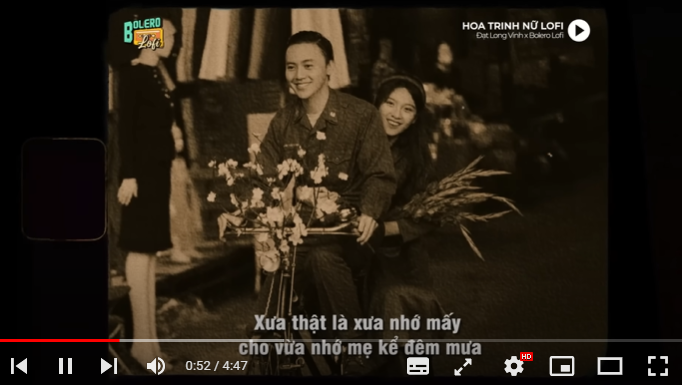 BOLERO
Lofi
HOA TRINH NỮ LOFI
Đạt Long Vinh x Bolero Lofi
Xưa thật là xưa nhớ mấy
cho vừa nhớ mẹ kể đêm mưa
0:52 / 4:47
HD